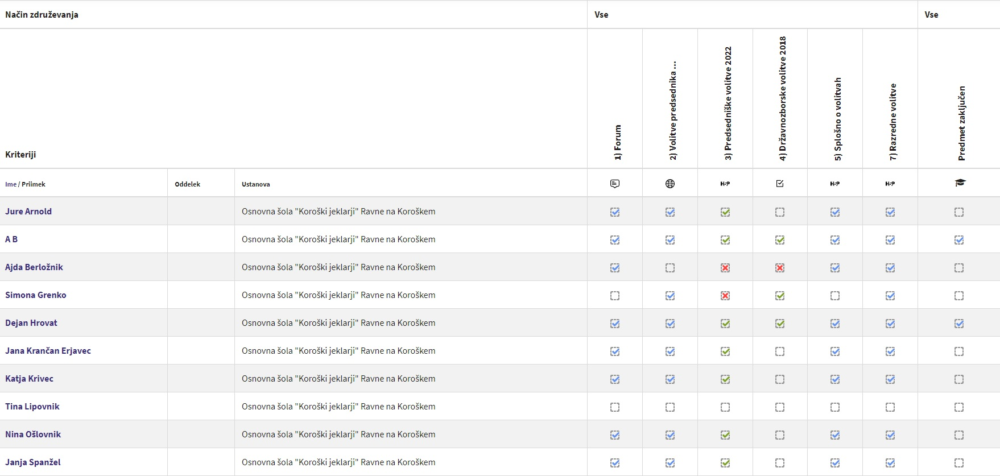 Način združevanja
Vse
Vse
Kriteriji
1) Forum
2) Volitve predsednika ...
3) Predsedniške volitve 2022
4) Državnozborske volitve 2018
5) Splošno o volitvah
7) Razredne volitve
Predmet zaključen
Ime / Priimek
Oddelek
Ustanova
H5P
H5P
H5P
Jure Arnold
Osnovna šola "Koroški jeklarji" Ravne na Koroškem
A B
Osnovna šola "Koroški jeklarji" Ravne na Koroškem
Ajda Berložnik
Osnovna šola "Koroški jeklarji" Ravne na Koroškem
Simona Grenko
Osnovna šola "Koroški jeklarji" Ravne na Koroškem
Dejan Hrovat
Osnovna šola "Koroški jeklarji" Ravne na Koroškem
Jana Krančan Erjavec
Osnovna šola "Koroški jeklarji" Ravne na Koroškem
Katja Krivec
Osnovna šola "Koroški jeklarji" Ravne na Koroškem
Tina Lipovnik
Osnovna šola "Koroški jeklarji" Ravne na Koroškem
Nina Ošlovnik
Osnovna šola "Koroški jeklarji" Ravne na Koroškem
Janja Spanžel
Osnovna šola "Koroški jeklarji" Ravne na Koroškem